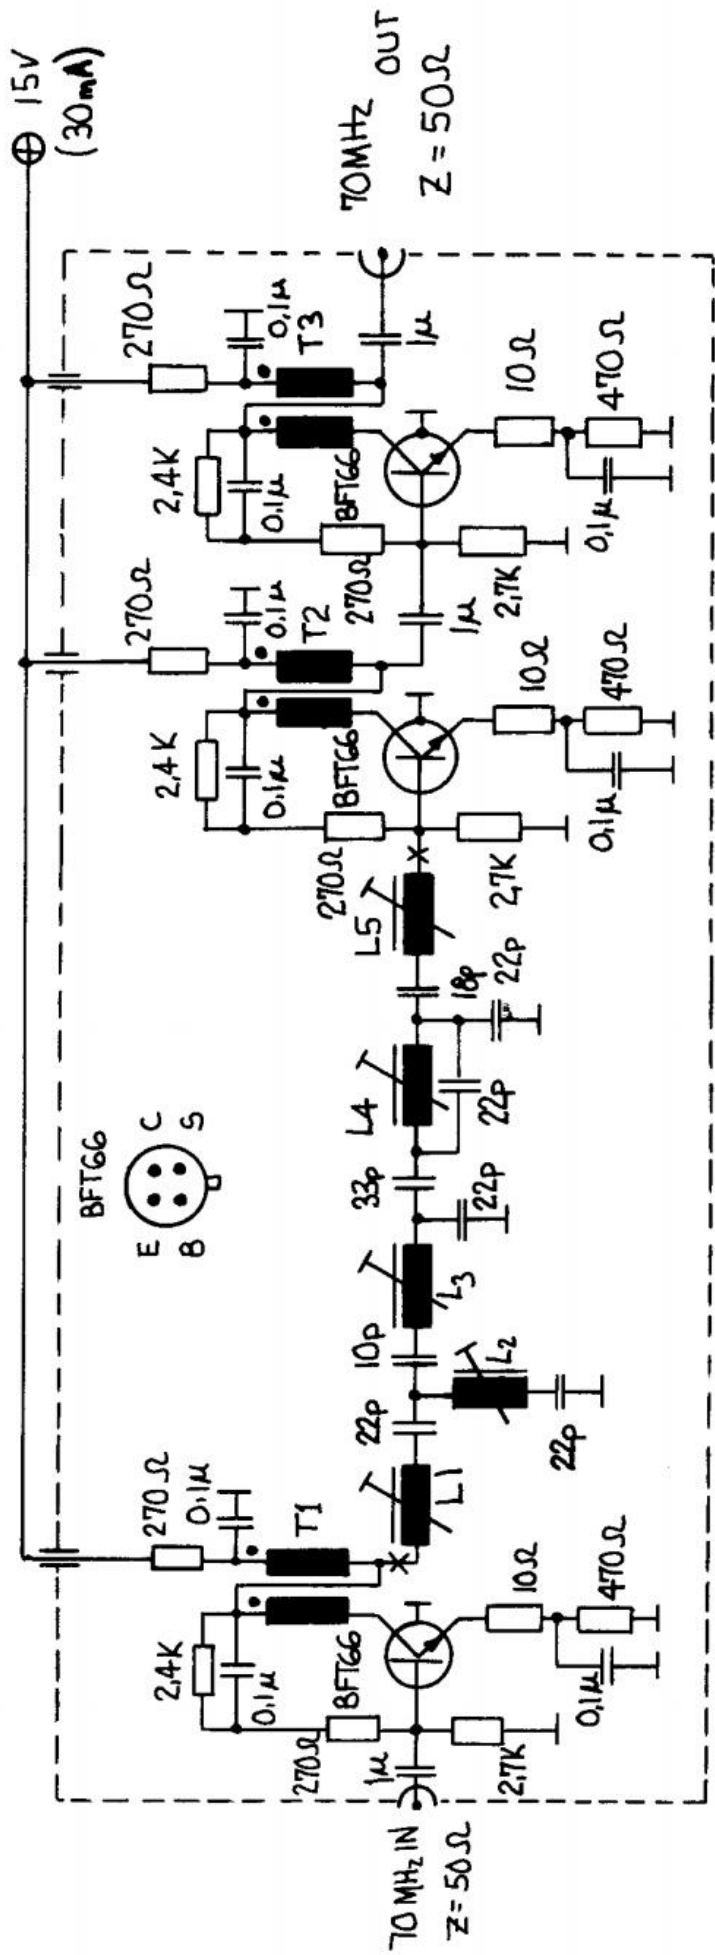 15V
(30mA)
70MHz
OUT
Z = 50Ω
270Ω
0,1µ
T3
1µ
2,4K
0.1µ
BFT66
270Ω
10Ω
470Ω
0,1µ
2,7K
270Ω
0.1µ
T2
1µ
2,4K
0.1µ
BFT66
270Ω
10Ω
470Ω
0,1µ
2,7K
L5
18p
22p
L4
22p
33p
22p
L3
10p
L2
22p
22p
L1
BFT66
E C
B S
270Ω
0,1µ
T1
2,4K
0.1µ
BFT66
270Ω
10Ω
470Ω
0,1µ
2,7K
1µ
70MHz IN
Z = 50Ω